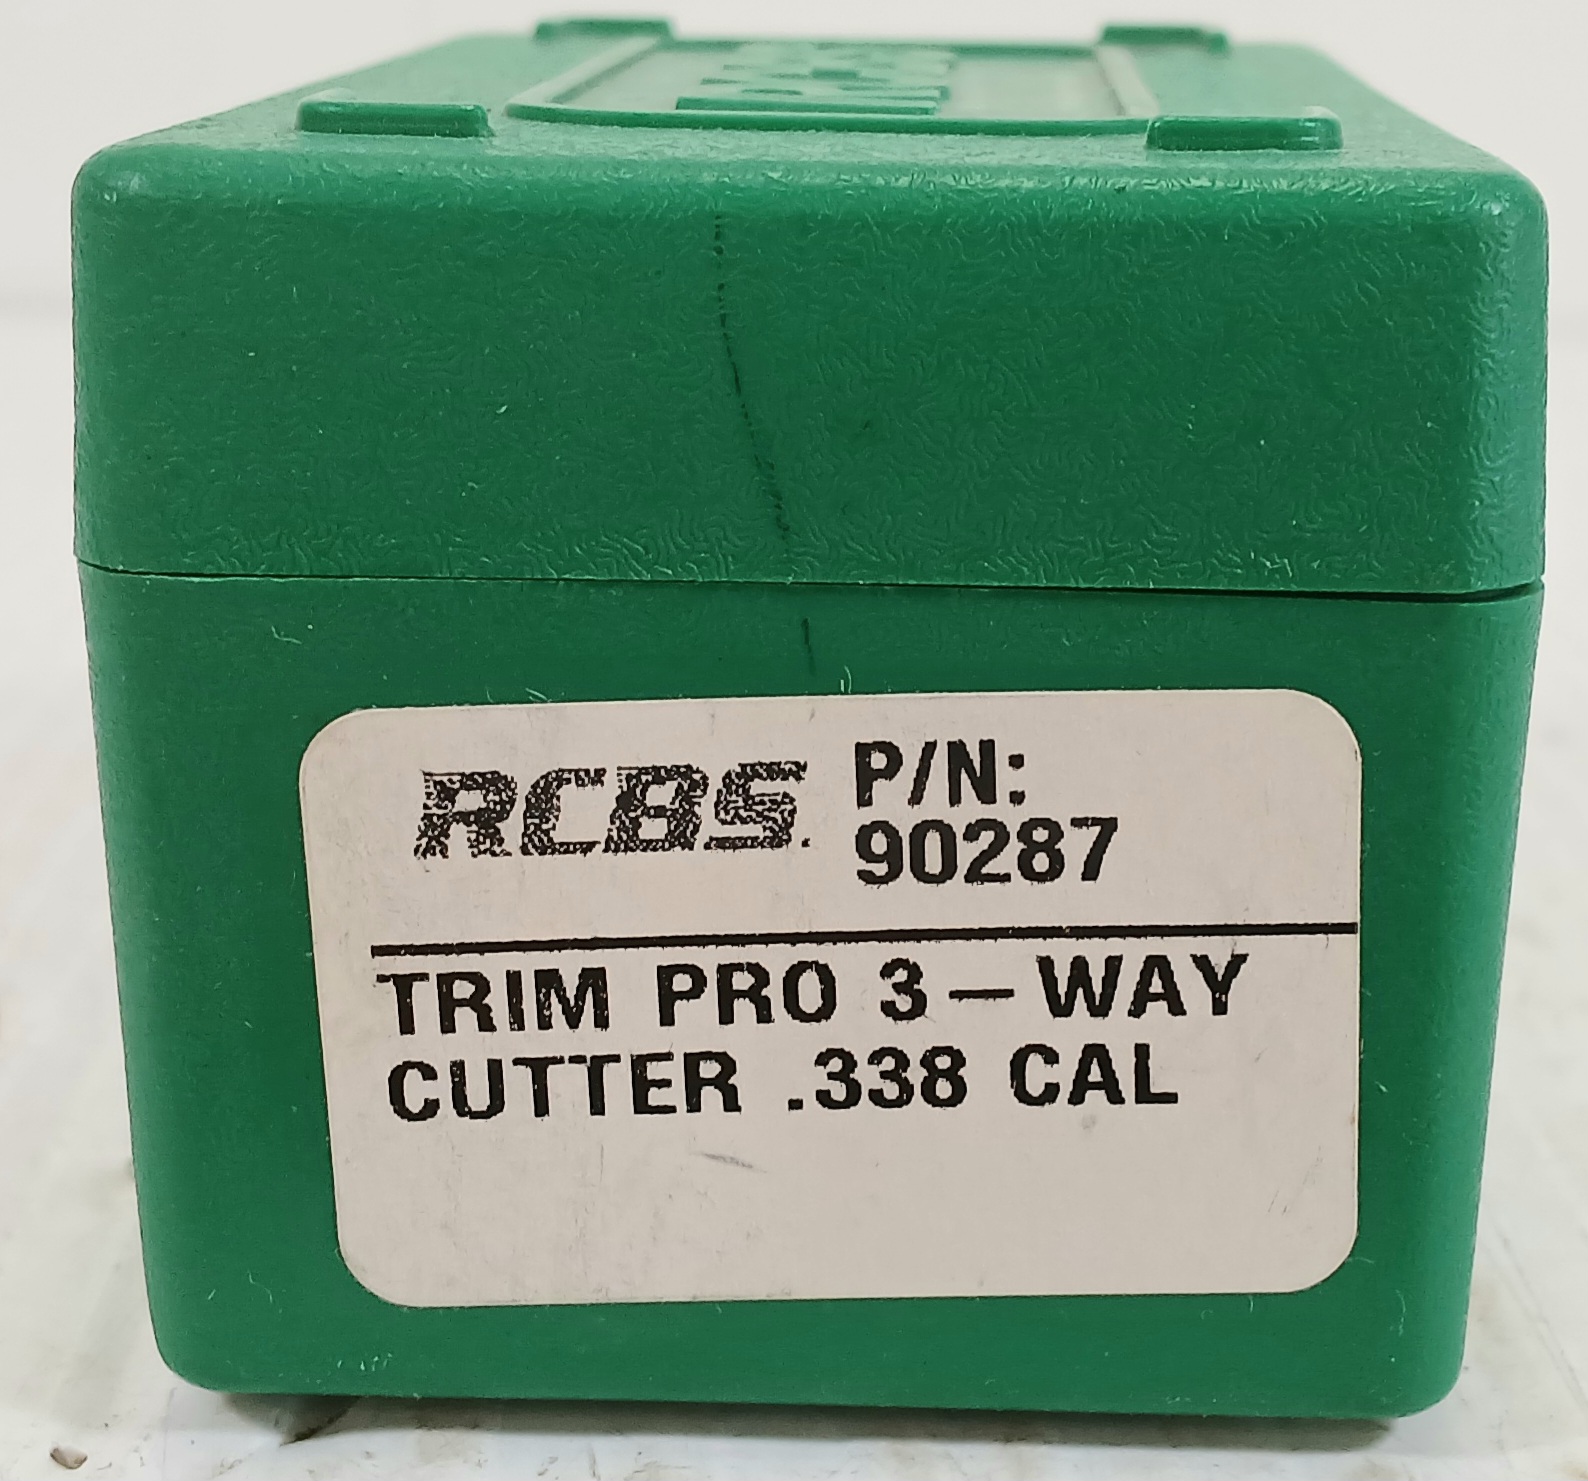 RCBS. P/N:
90287
TRIM PRO 3-WAY
CUTTER .338 CAL